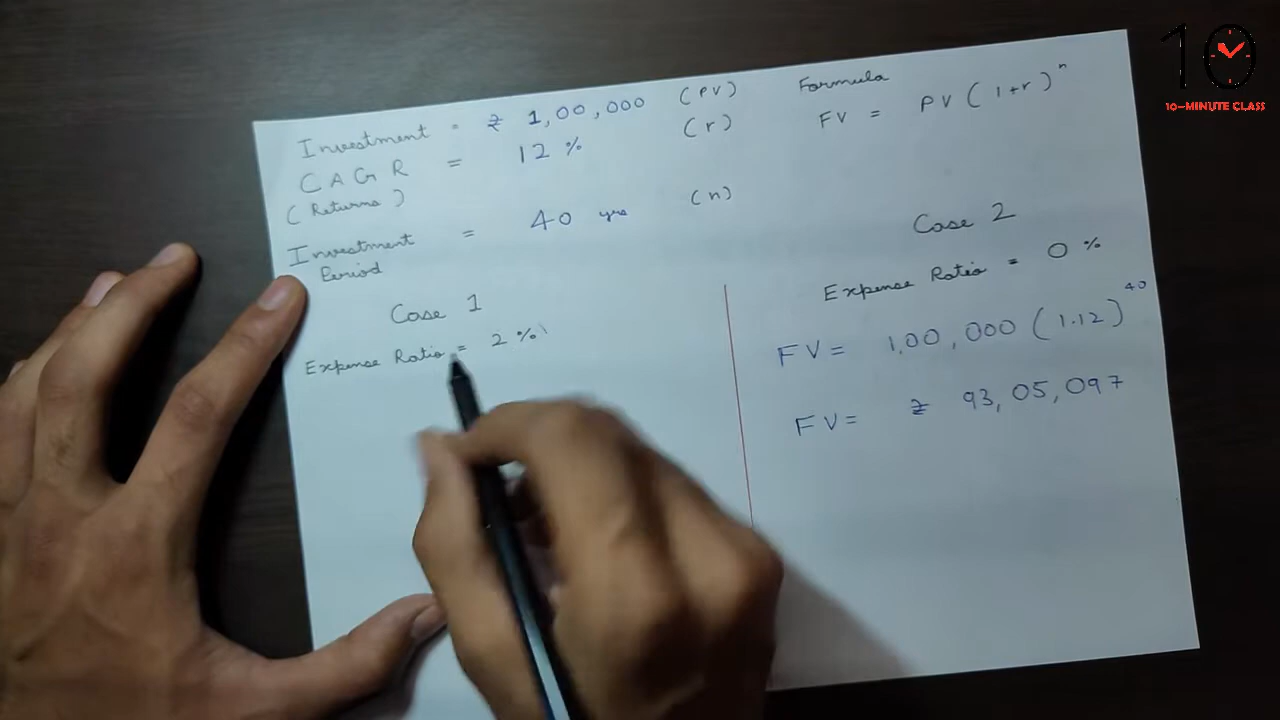 Investment = ₹ 1,00,000 (PV)
CAGR = 12 % (r)
(Returns)
Investment = 40 yrs (n)
Period
Formula
FV = PV (1+r)^n
Case 1
Expense Ratio = 2 %
Case 2
Expense Ratio = 0 %
FV = 1,00,000 (1.12)^40
FV = ₹ 93,05,097
10
10-MINUTE CLASS